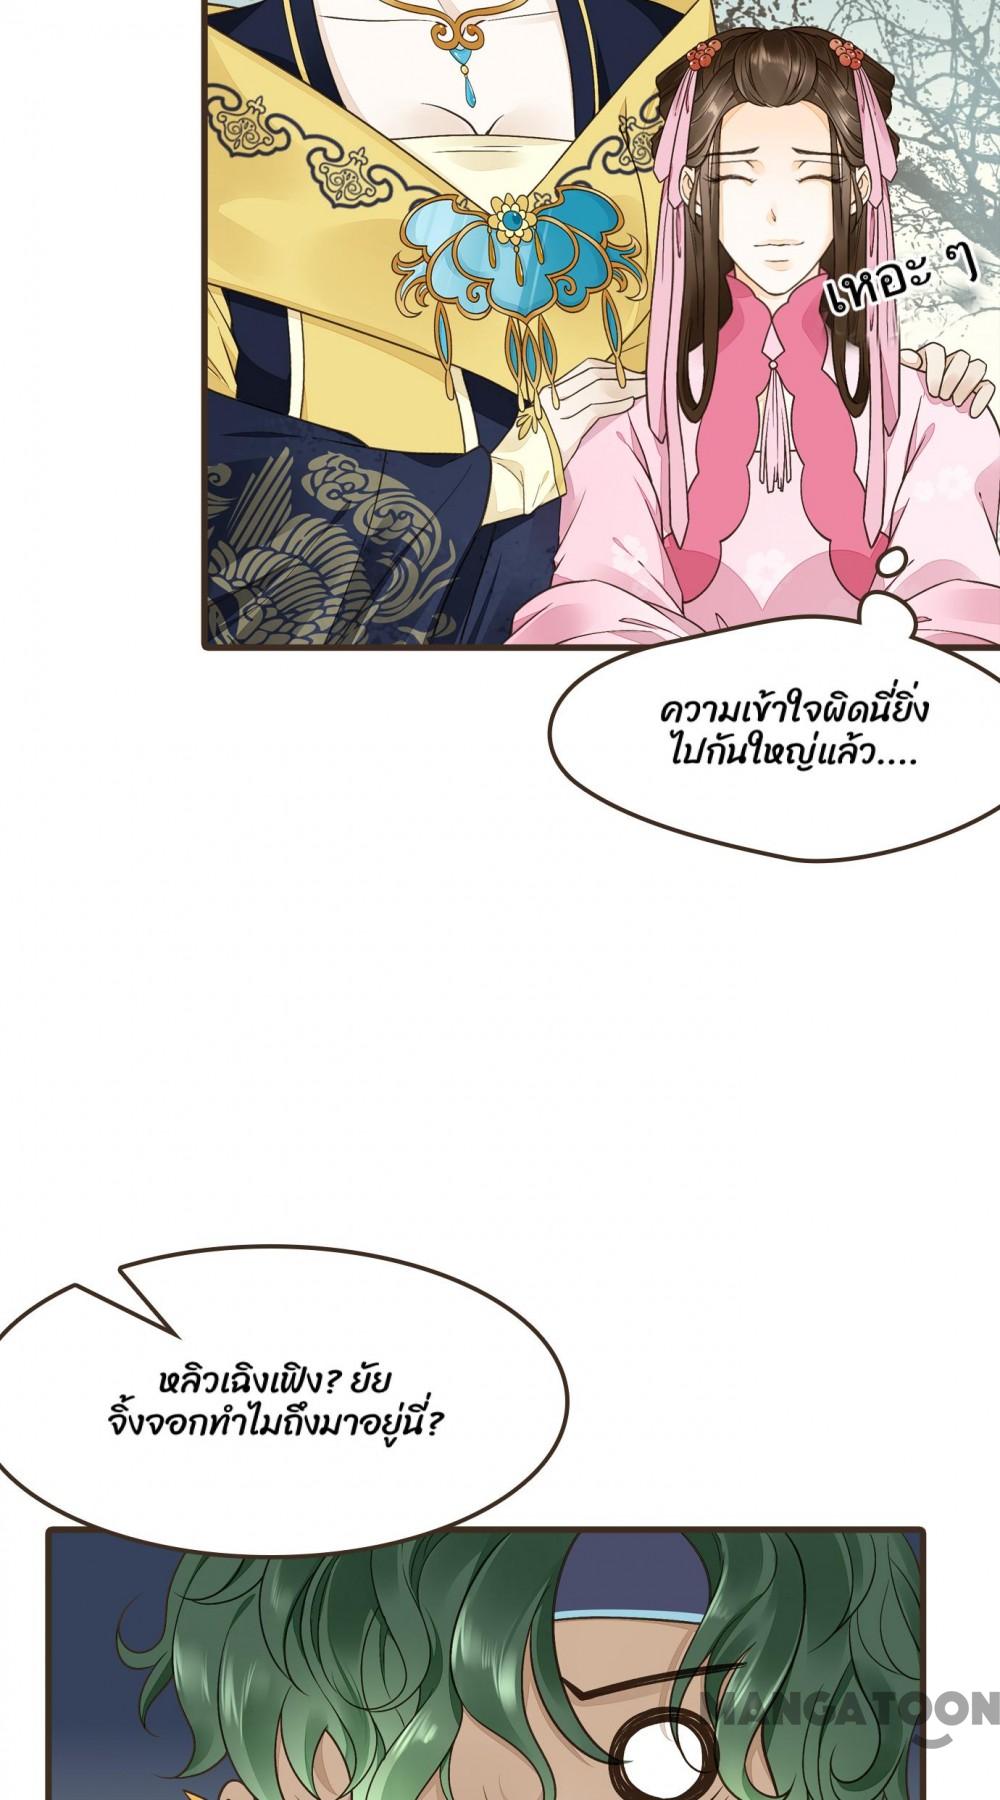 เหอะ ๆ
ความเข้าใจผิดนี่ยิ่ง
ไปกันใหญ่แล้ว....
หลิวเฉิงเฟิง? ยัย
จิ้งจอกทำไมถึงมาอยู่นี่?
MANGATOON